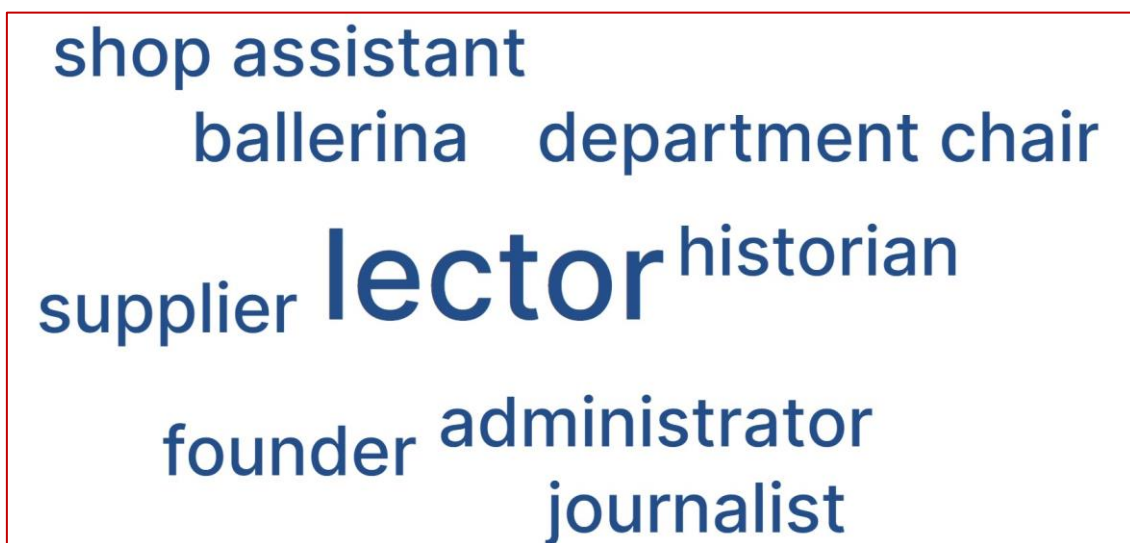 shop assistant
ballerina department chair
historian
supplier lector
administrator
founder
journalist